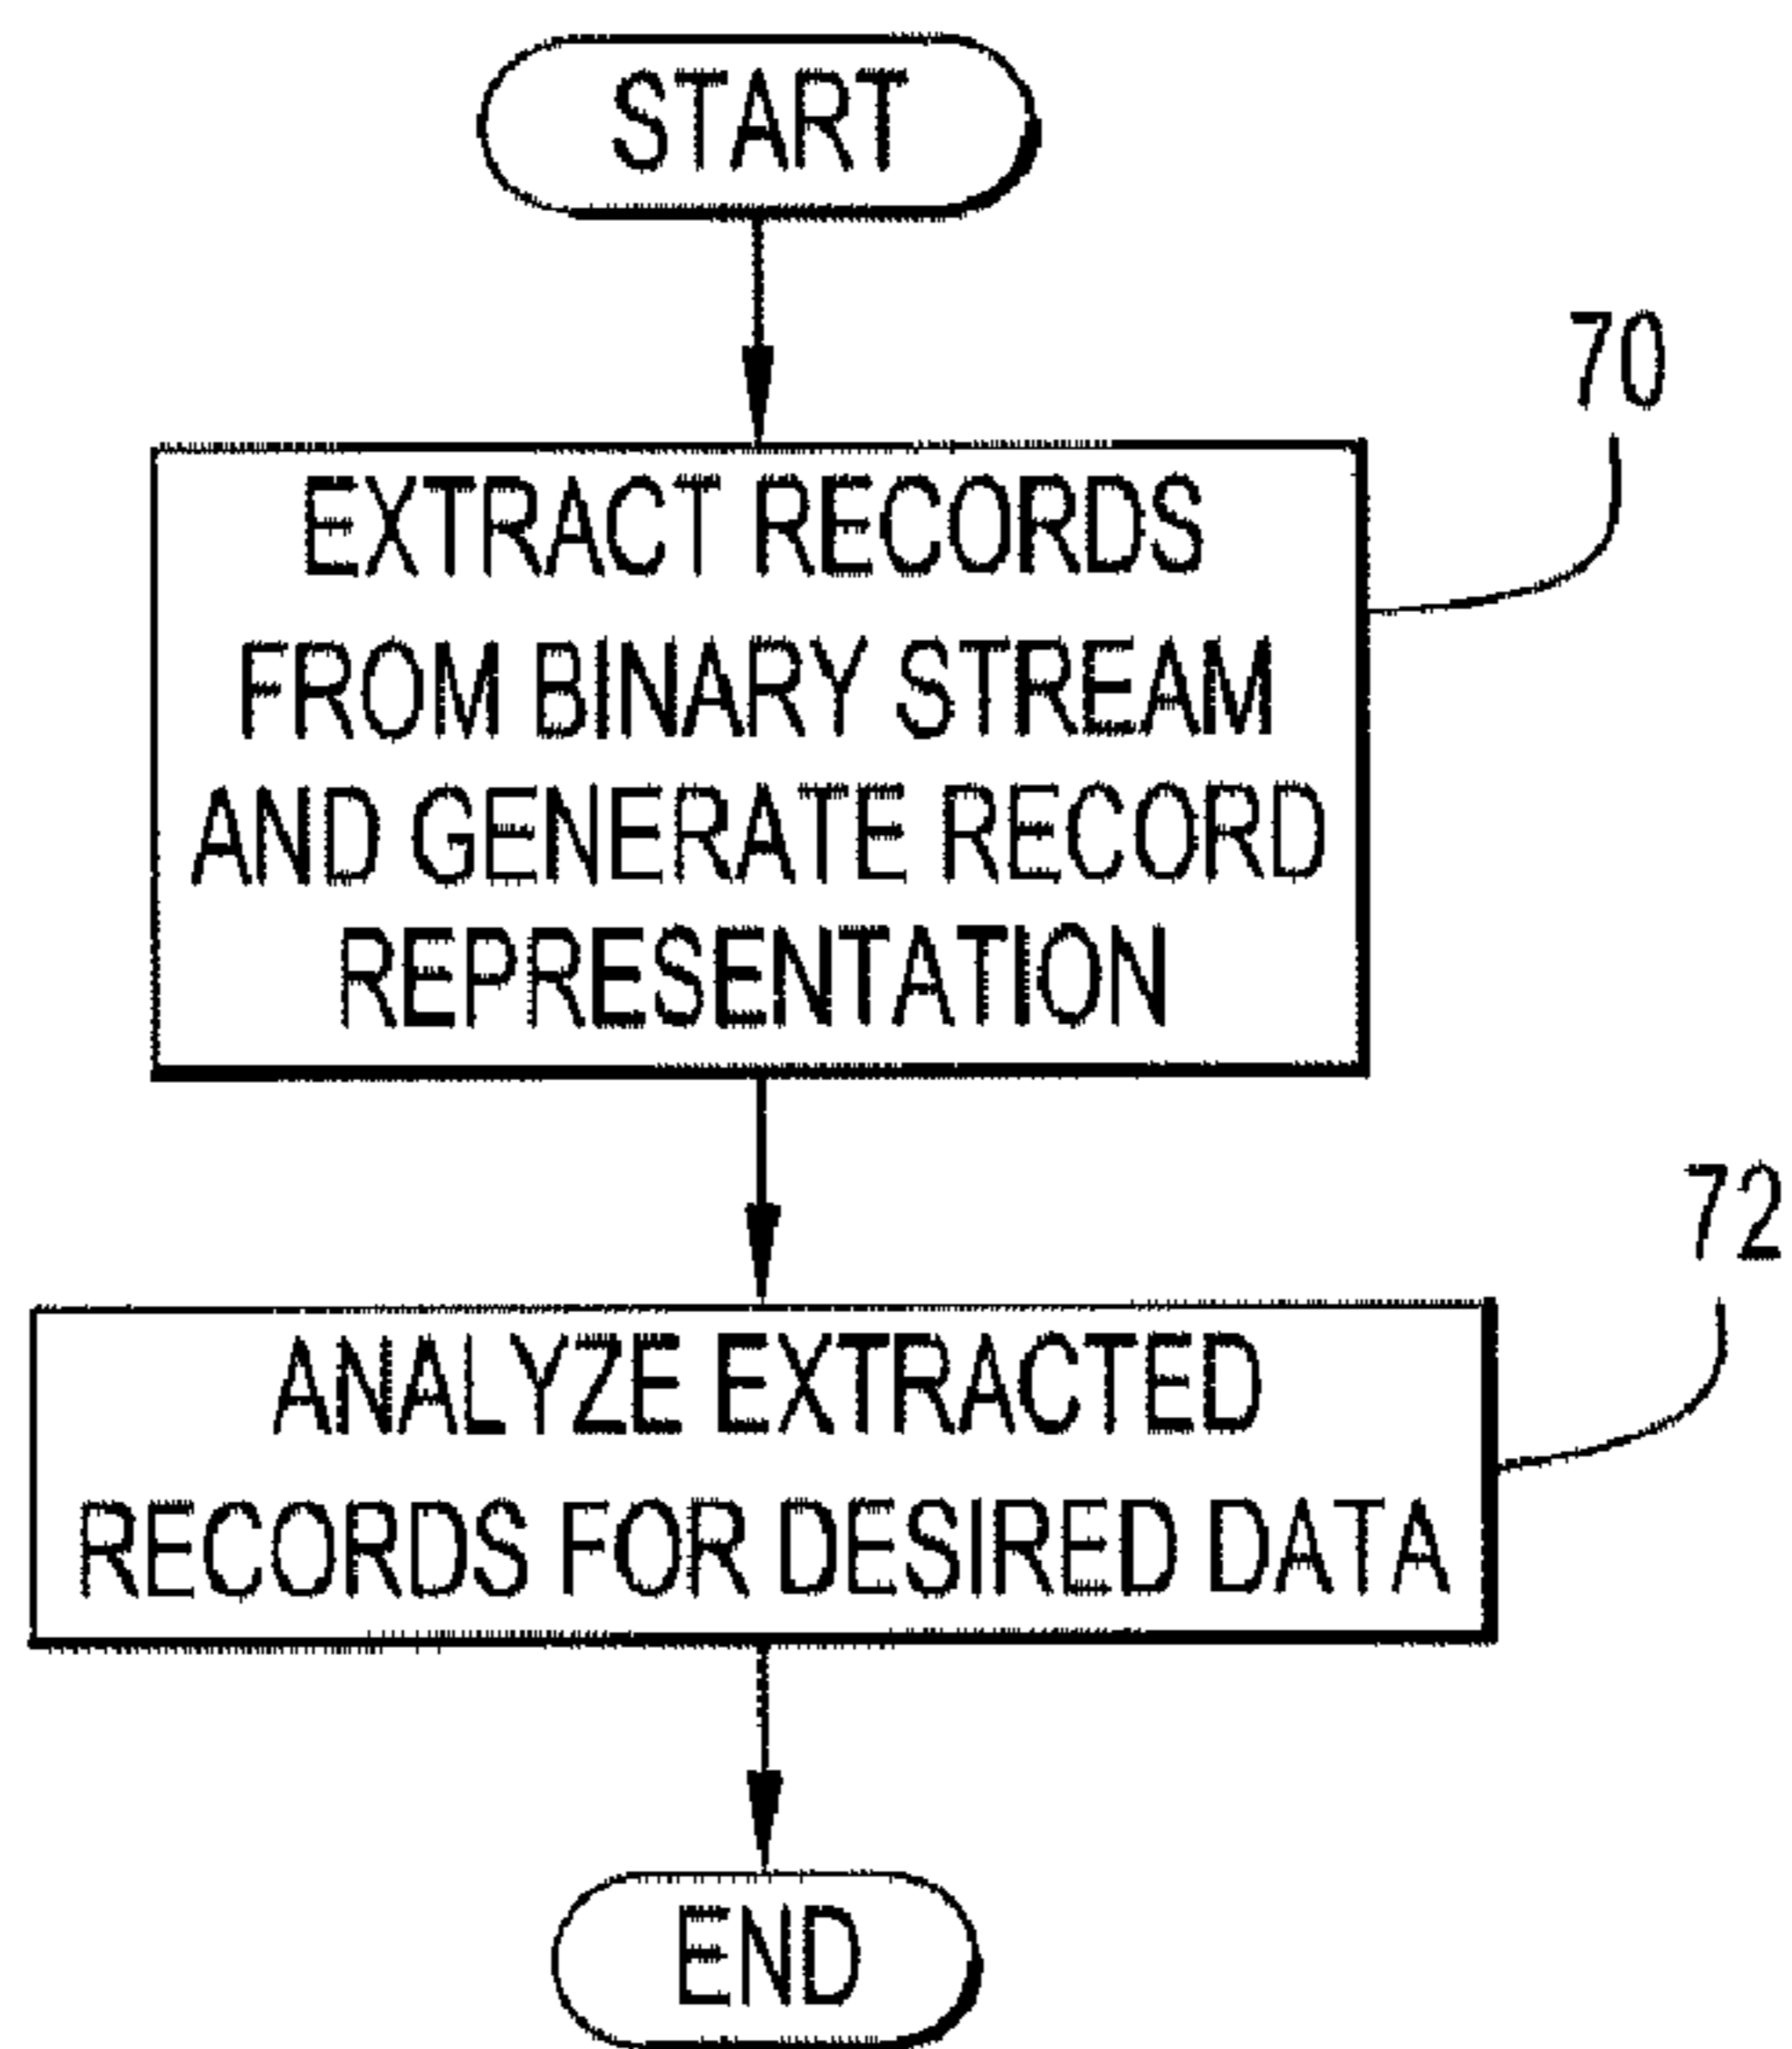 START
70
EXTRACT RECORDS
FROM BINARY STREAM
AND GENERATE RECORD
REPRESENTATION
72
ANALYZE EXTRACTED
RECORDS FOR DESIRED DATA
END